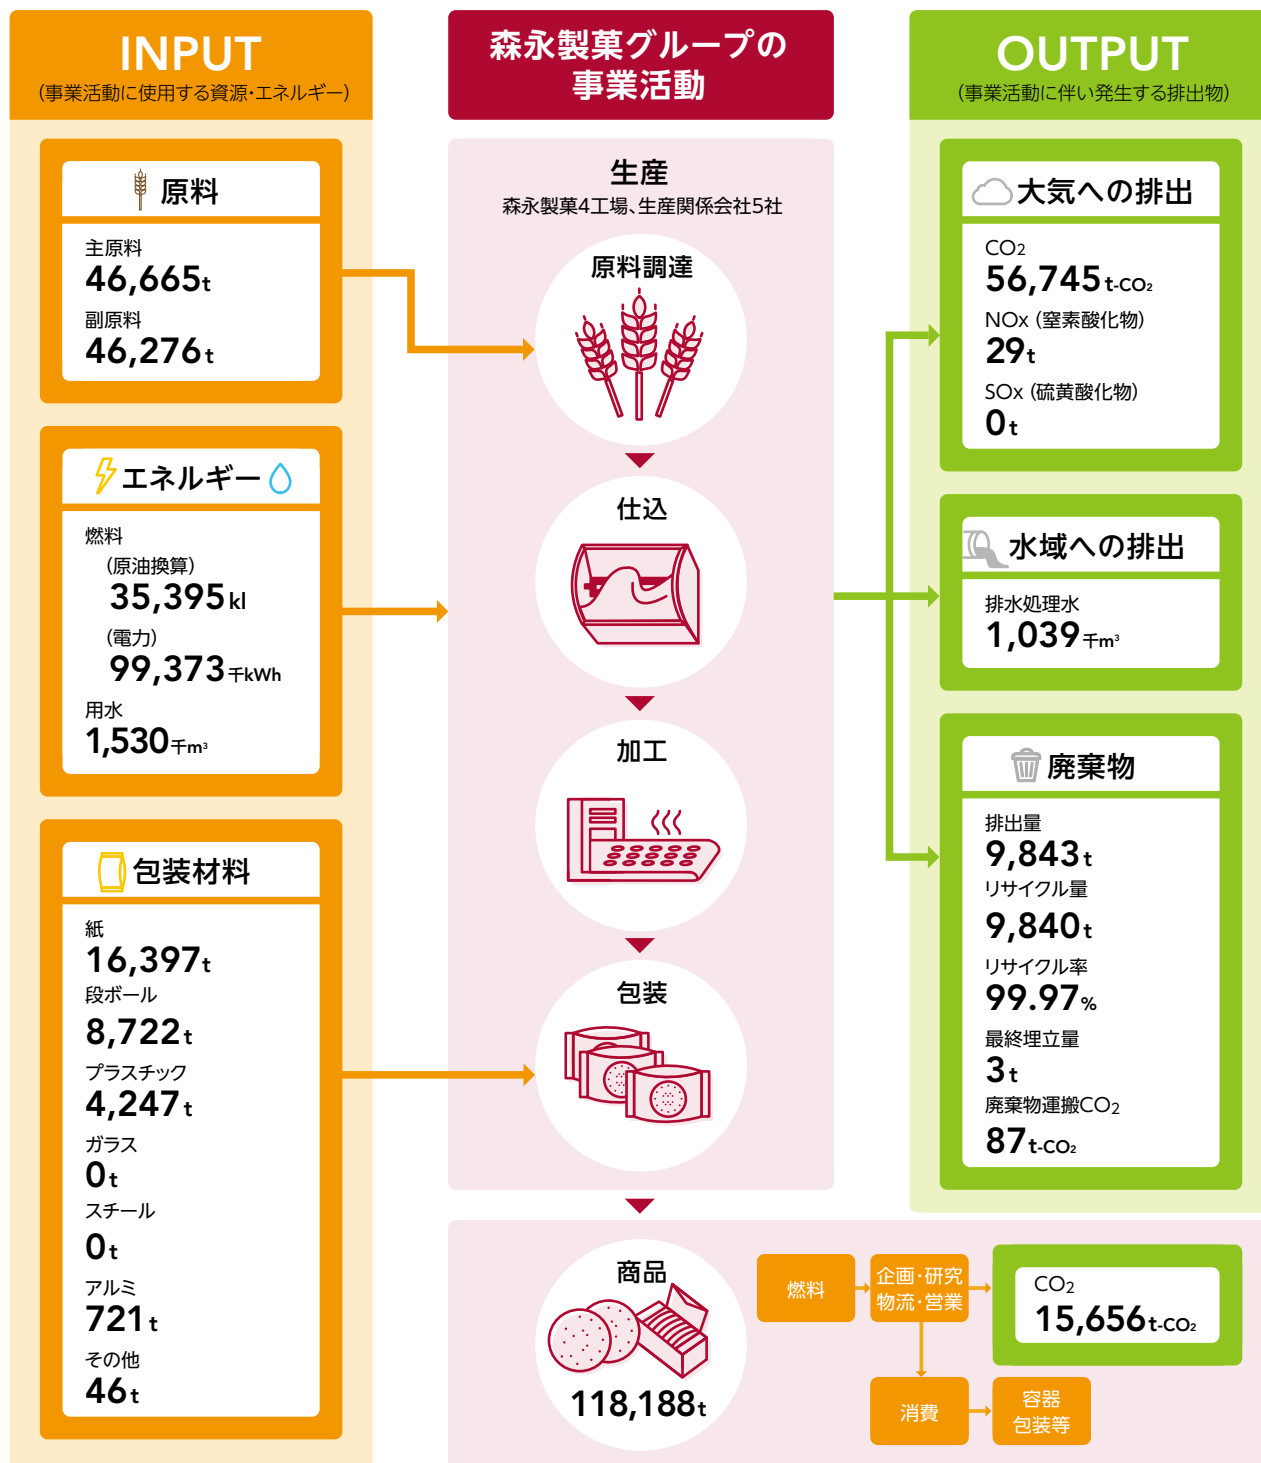 INPUT
(事業活動に使用する資源・エネルギー)
原料
主原料
46,665t
副原料
46,276t
エネルギー
燃料
(原油換算)
35,395kl
(電力)
99,373千kWh
用水
1,530千m³
包装材料
紙
16,397t
段ボール
8,722t
プラスチック
4,247t
ガラス
0t
スチール
0t
アルミ
721t
その他
46t
森永製菓グループの
事業活動
生産
森永製菓4工場、生産関係会社5社
原料調達
仕込
加工
包装
商品
118,188t
燃料
企画・研究
物流・営業
CO₂
15,656t-CO₂
消費
容器
包装等
OUTPUT
(事業活動に伴い発生する排出物)
大気への排出
CO₂
56,745t-CO₂
NOx (窒素酸化物)
29t
SOx (硫黄酸化物)
0t
水域への排出
排水処理水
1,039千m³
廃棄物
排出量
9,843t
リサイクル量
9,840t
リサイクル率
99.97%
最終埋立量
3t
廃棄物運搬CO₂
87t-CO₂